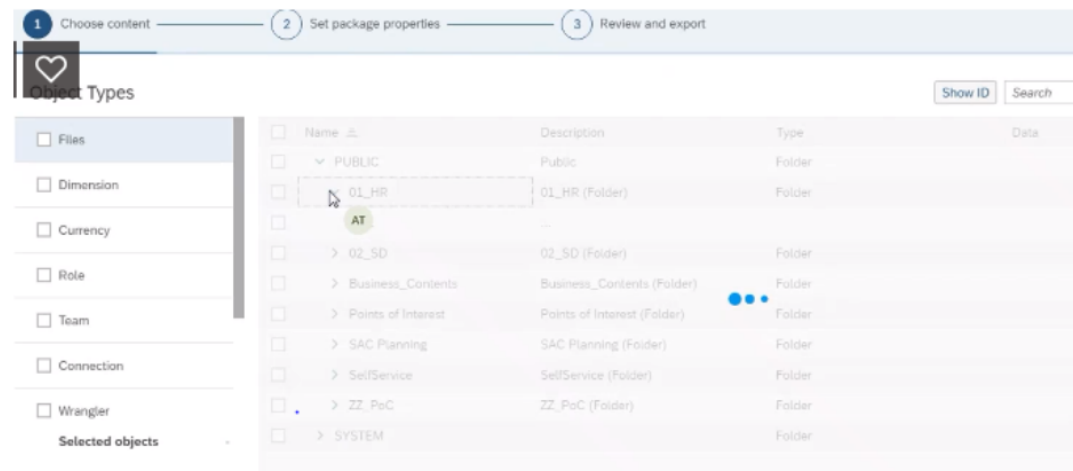 1 Choose content 2 Set package properties 3 Review and export
Object Types
Show ID Search
Files
Dimension
Currency
Role
Team
Connection
Wrangler
Selected objects
Name Description Type Data
PUBLIC Public Folder
01_HR 01_HR (Folder) Folder
AT ...
02_SD 02_SD (Folder) Folder
Business_Contents Business_Contents (Folder) Folder
Points of Interest Points of Interest (Folder) Folder
SAC Planning SAC Planning (Folder) Folder
SelfService SelfService (Folder) Folder
ZZ_PoC ZZ_PoC (Folder) Folder
SYSTEM Folder